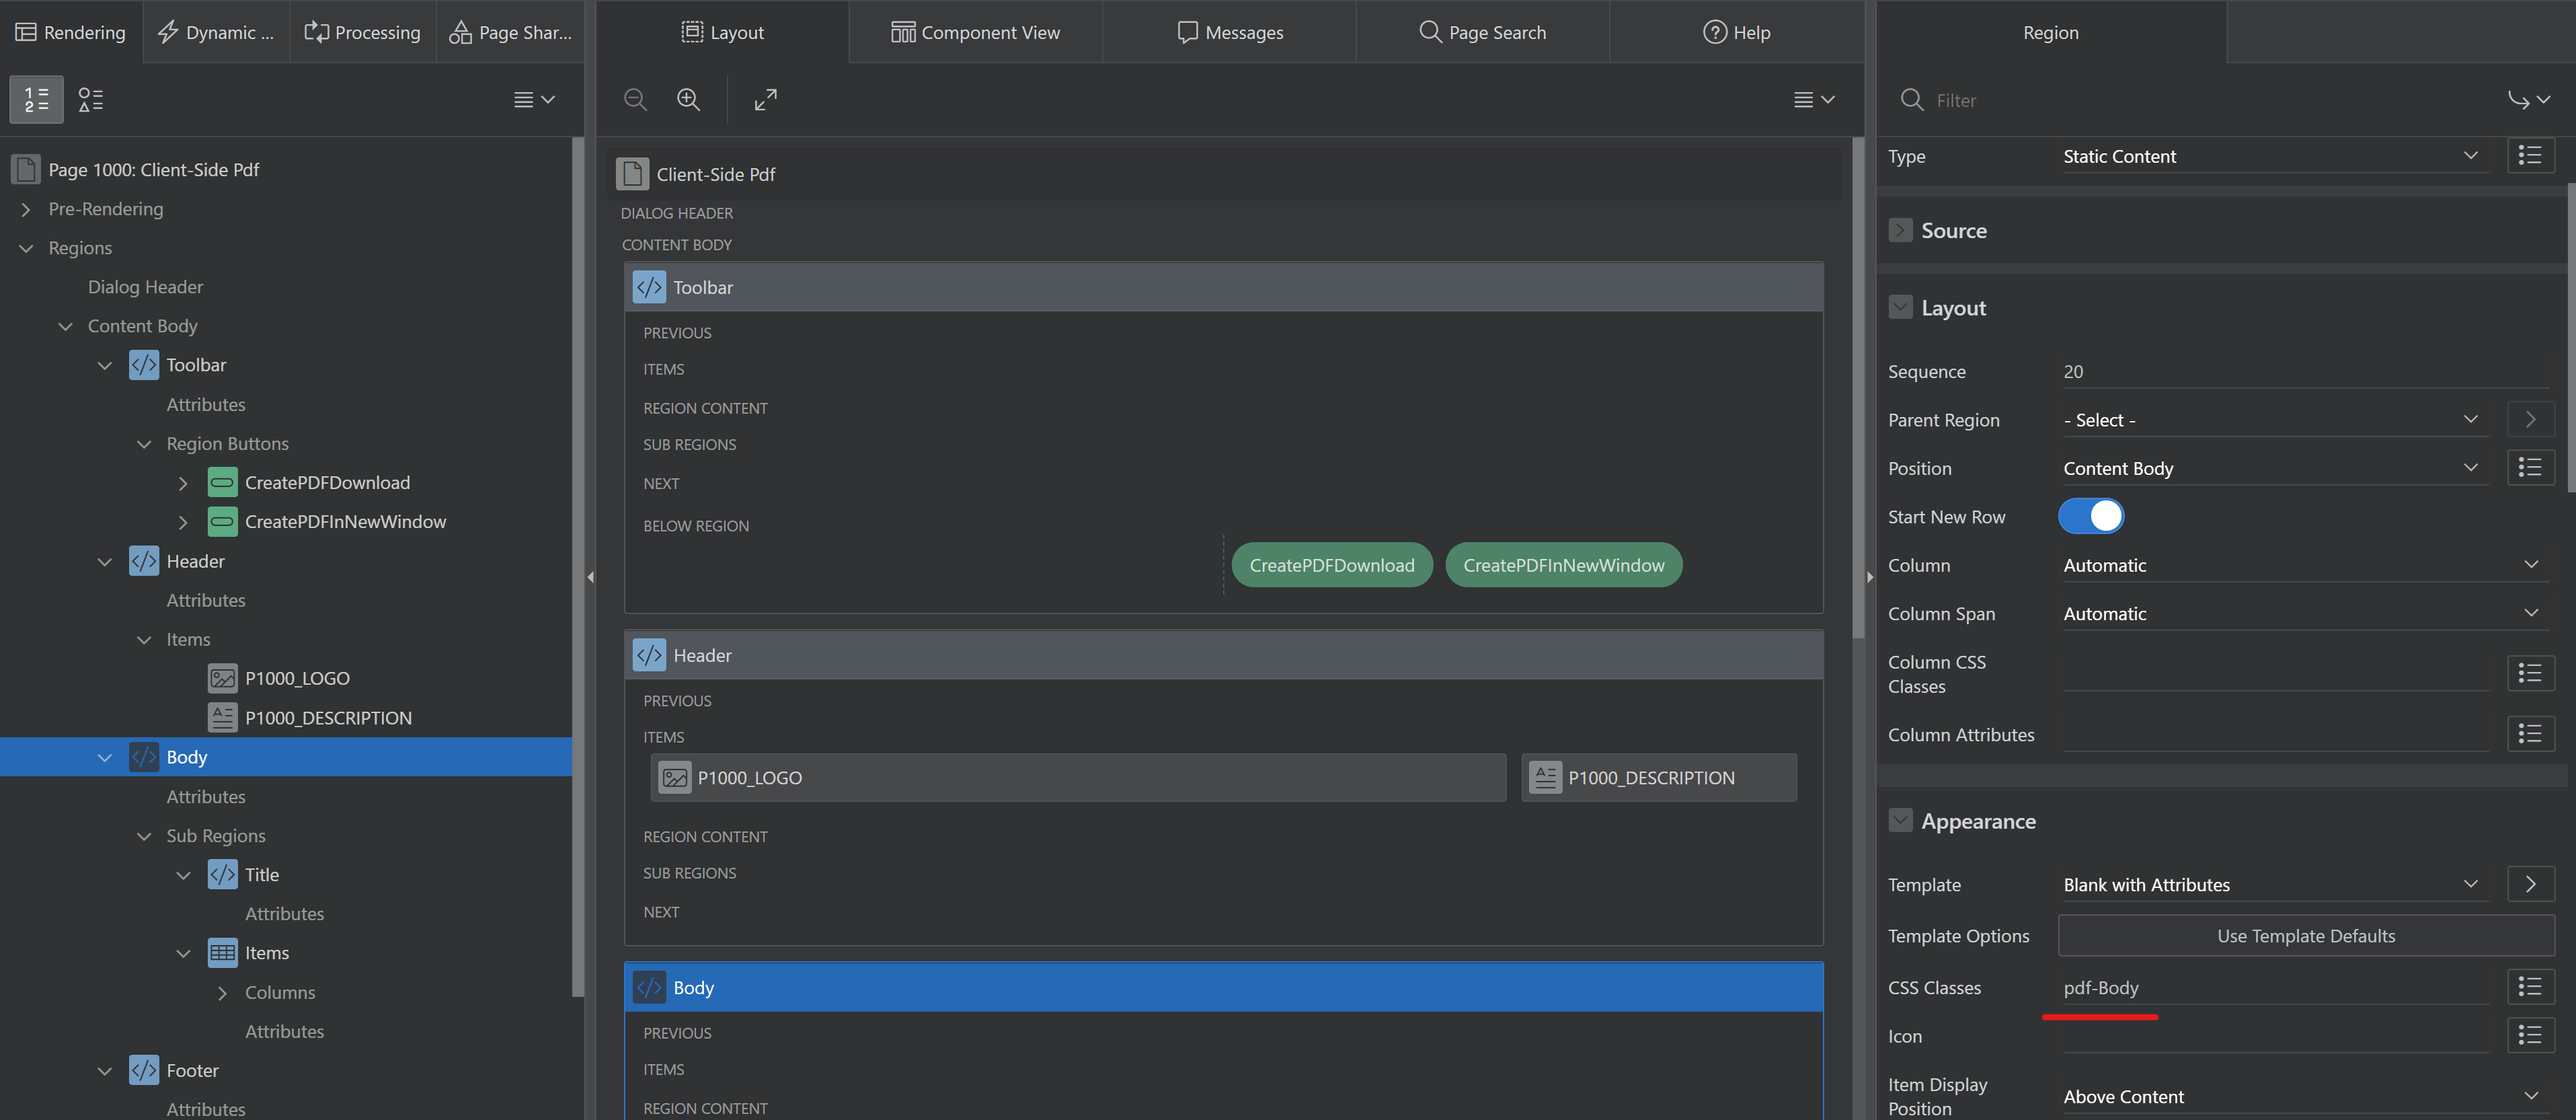 Rendering
Dynamic ...
Processing
Page Shar...
Page 1000: Client-Side Pdf
Pre-Rendering
Regions
Dialog Header
Content Body
Toolbar
Attributes
Region Buttons
CreatePDFDownload
CreatePDFInNewWindow
Header
Attributes
Items
P1000_LOGO
P1000_DESCRIPTION
Body
Attributes
Sub Regions
Title
Attributes
Items
Columns
Attributes
Footer
Attributes
Layout
Component View
Messages
Page Search
Help
Client-Side Pdf
DIALOG HEADER
CONTENT BODY
Toolbar
PREVIOUS
ITEMS
REGION CONTENT
SUB REGIONS
NEXT
BELOW REGION
CreatePDFDownload
CreatePDFInNewWindow
Header
PREVIOUS
ITEMS
P1000_LOGO
P1000_DESCRIPTION
REGION CONTENT
SUB REGIONS
NEXT
Body
PREVIOUS
ITEMS
REGION CONTENT
Region
Filter
Type
Static Content
Source
Layout
Sequence
20
Parent Region
- Select -
Position
Content Body
Start New Row
Column
Automatic
Column Span
Automatic
Column CSS
Classes
Column Attributes
Appearance
Template
Blank with Attributes
Template Options
Use Template Defaults
CSS Classes
pdf-Body
Icon
Item Display
Position
Above Content